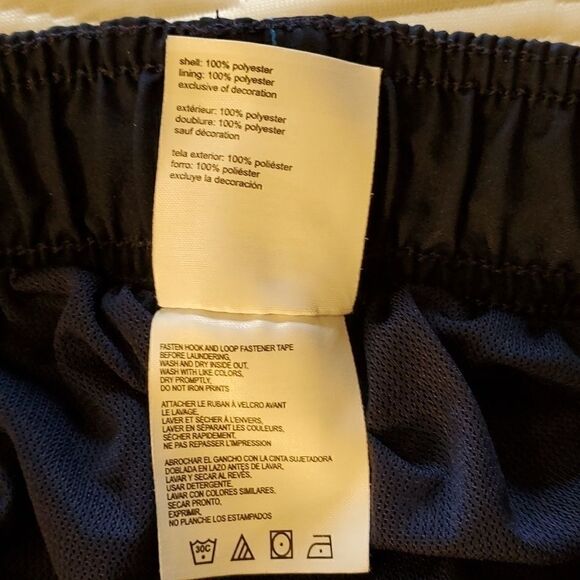 shell: 100% polyester
lining: 100% polyester
exclusive of decoration
extérieur: 100% polyester
doublure: 100% polyester
sauf décoration
tela exterior: 100% poliéster
forro: 100% poliéster
excluye la decoración
FASTEN HOOK AND LOOP FASTENER TAPE
BEFORE LAUNDERING,
WASH AND DRY INSIDE OUT,
WASH WITH LIKE COLORS,
DRY PROMPTLY,
DO NOT IRON PRINTS
ATTACHER LE RUBAN À VELCRO AVANT
LE LAVAGE,
LAVER ET SÉCHER À L'ENVERS,
LAVER EN SÉPARANT LES COULEURS,
SÉCHER RAPIDEMENT,
NE PAS REPASSER L'IMPRESSION
ABROCHAR EL GANCHO CON LA CINTA SUJETADORA
DOBLADA EN LAZO ANTES DE LAVAR,
LAVAR Y SECAR AL REVÉS,
USAR DETERGENTE,
LAVAR CON COLORES SIMILARES,
SECAR PRONTO,
EXPRIMIR,
NO PLANCHE LOS ESTAMPADOS
30C